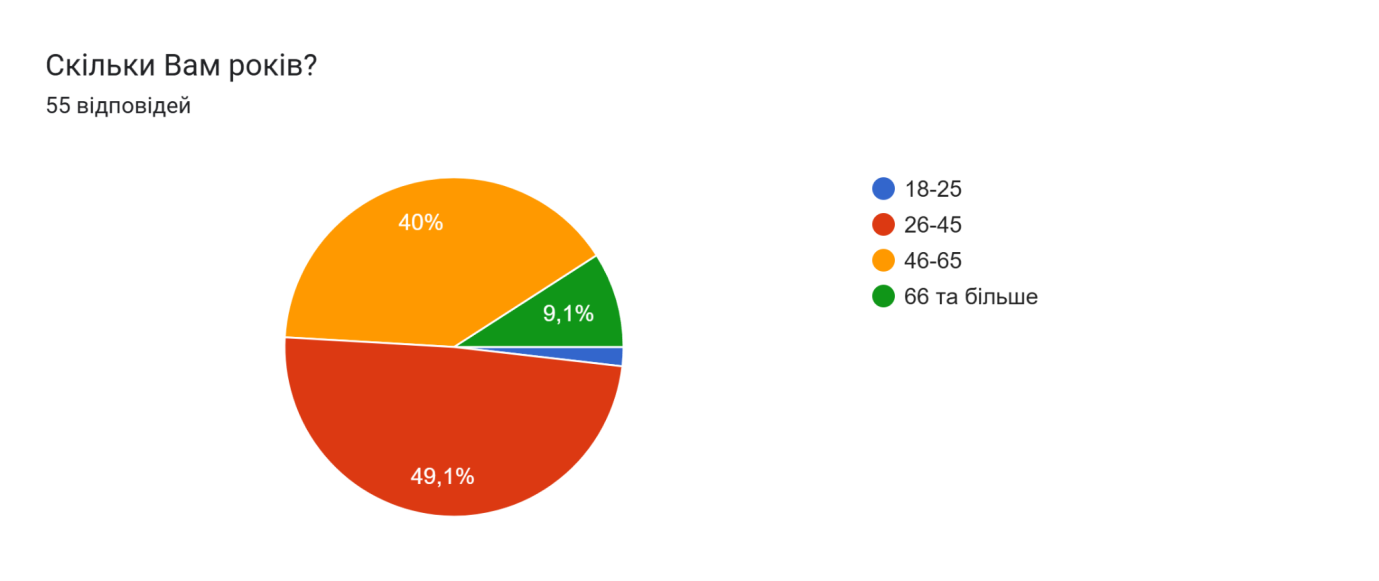 Скільки Вам років?
55 відповідей
18-25
26-45
46-65
66 та більше
40%
9,1%
49,1%